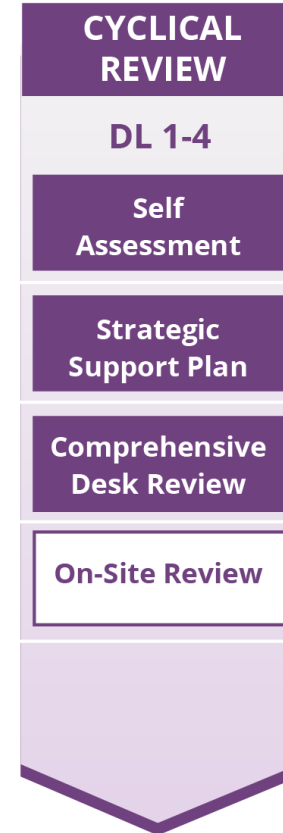 CYCLICAL
REVIEW
DL 1-4
Self
Assessment
Strategic
Support Plan
Comprehensive
Desk Review
On-Site Review